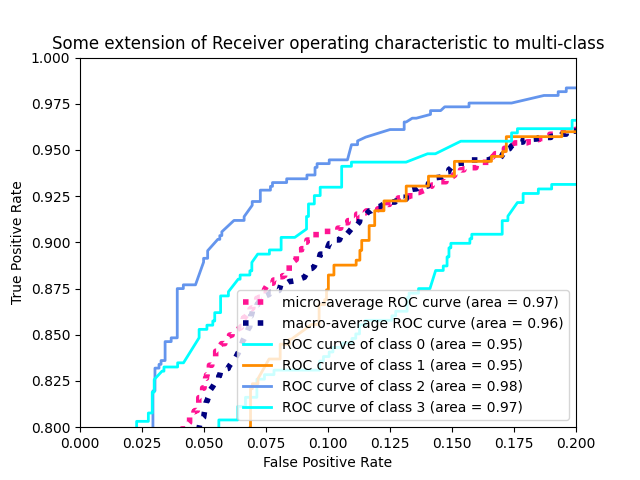 Some extension of Receiver operating characteristic to multi-class
1.000
0.975
0.950
0.925
0.900
0.875
0.850
0.825
0.800
True Positive Rate
micro-average ROC curve (area = 0.97)
macro-average ROC curve (area = 0.96)
ROC curve of class 0 (area = 0.95)
ROC curve of class 1 (area = 0.95)
ROC curve of class 2 (area = 0.98)
ROC curve of class 3 (area = 0.97)
0.000 0.025 0.050 0.075 0.100 0.125 0.150 0.175 0.200
False Positive Rate